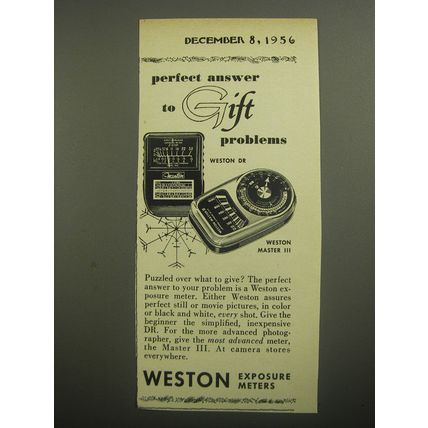 DECEMBER 8, 1956
perfect answer
to Gift
problems
WESTON DR
WESTON
MASTER III
Puzzled over what to give? The perfect
answer to your problem is a Weston ex-
posure meter. Either Weston assures
perfect still or movie pictures, in color
or black and white, every shot. Give the
beginner the simplified, inexpensive
DR. For the more advanced photog-
rapher, give the most advanced meter,
the Master III. At camera stores
everywhere.
WESTON EXPOSURE
METERS